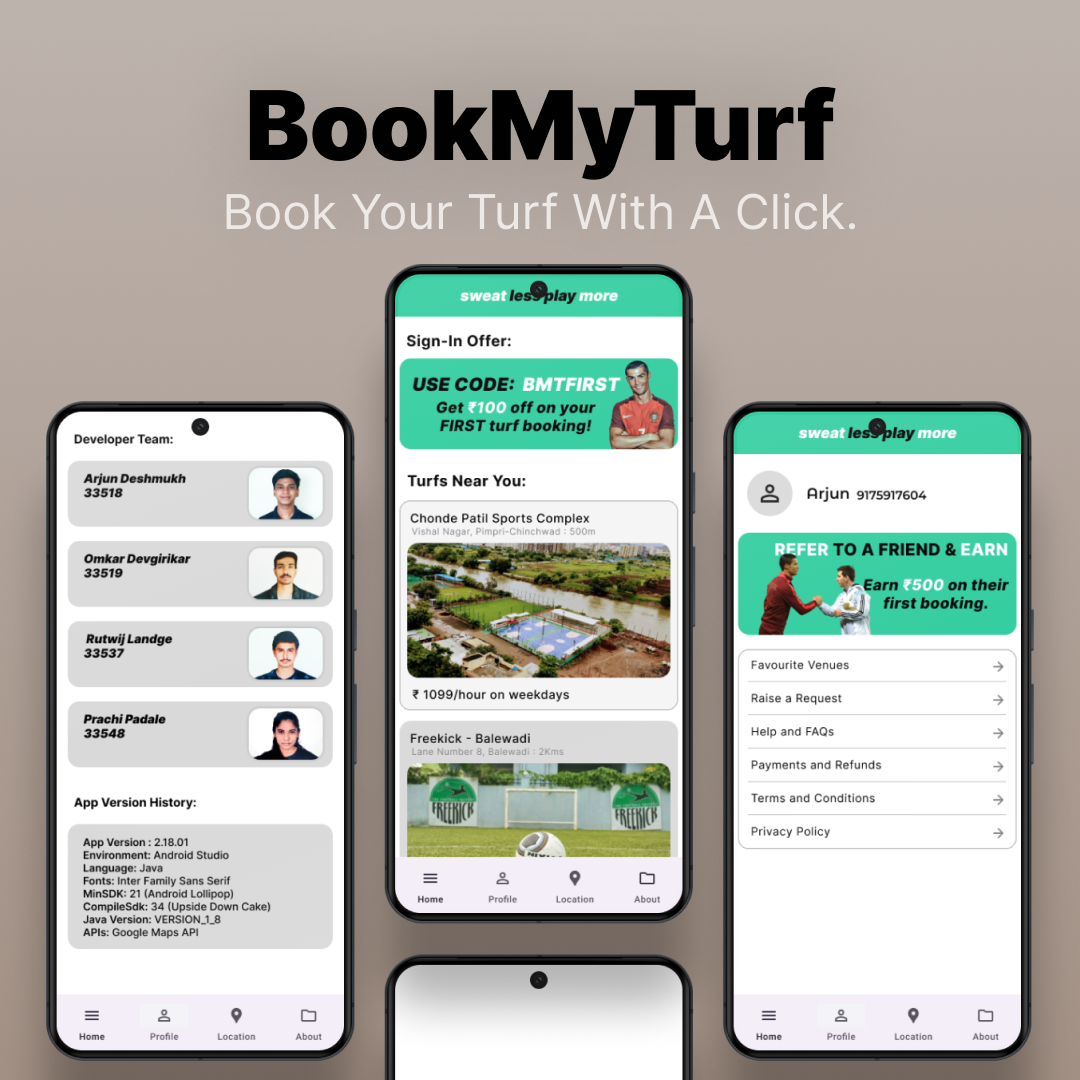 BookMyTurf
Book Your Turf With A Click.
Developer Team:
Arjun Deshmukh
33518
Omkar Devgirikar
33519
Rutwij Landge
33537
Prachi Padale
33548
App Version History:
App Version : 2.18.01
Environment: Android Studio
Language: Java
Fonts: Inter Family Sans Serif
MinSDK: 21 (Android Lollipop)
CompileSdk: 34 (Upside Down Cake)
Java Version: VERSION_1_8
APIs: Google Maps API
Home Profile Location About
sweat less play more
Sign-In Offer:
USE CODE: BMTFIRST
Get ₹100 off on your
FIRST turf booking!
Turfs Near You:
Chonde Patil Sports Complex
Vishal Nagar, Pimpri-Chinchwad : 500m
₹ 1099/hour on weekdays
Freekick - Balewadi
Lane Number 8, Balewadi : 2Kms
FREEKICK FREEKICK
Home Profile Location About
sweat less play more
Arjun 9175917604
REFER TO A FRIEND & EARN
Earn ₹500 on their
first booking.
Favourite Venues
Raise a Request
Help and FAQs
Payments and Refunds
Terms and Conditions
Privacy Policy
Home Profile Location About